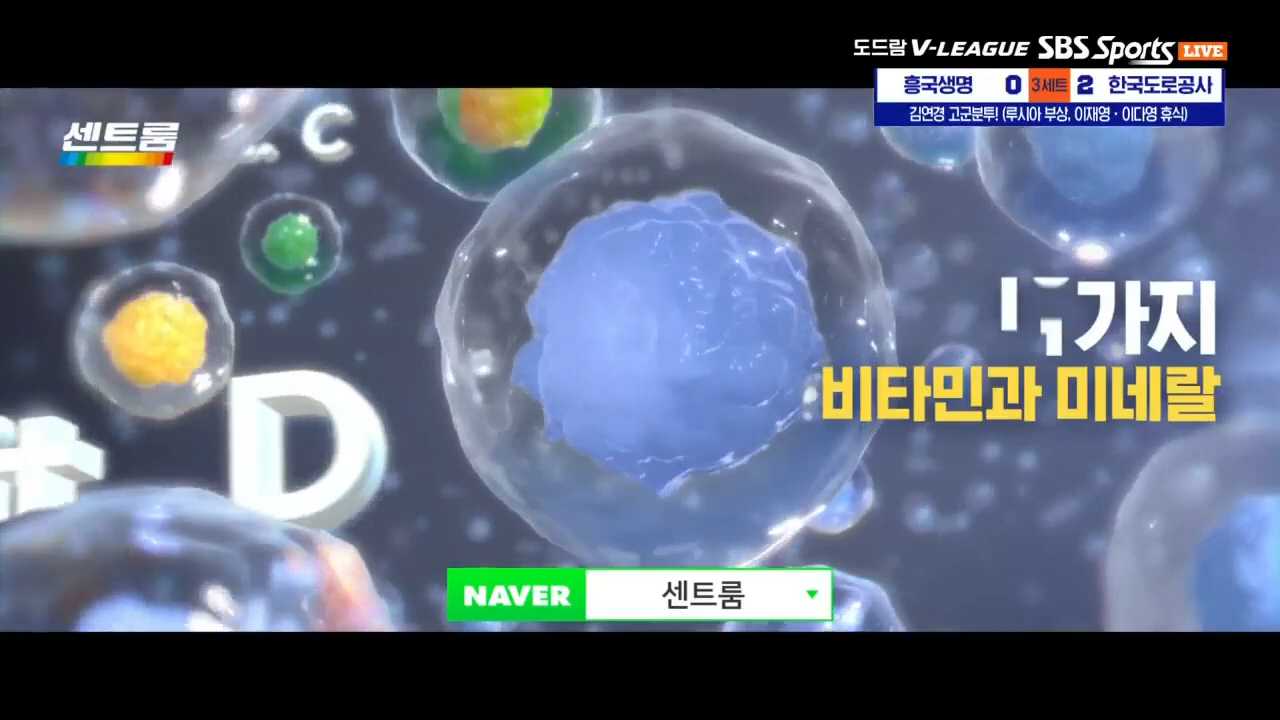 도드람 V-LEAGUE SBS Sports LIVE
흥국생명 0 3세트 2 한국도로공사
김연경 고군분투! (루시아 부상, 이재영·이다영 휴식)
센트룸
C
가지
비타민과 미네랄
D
NAVER 센트룸